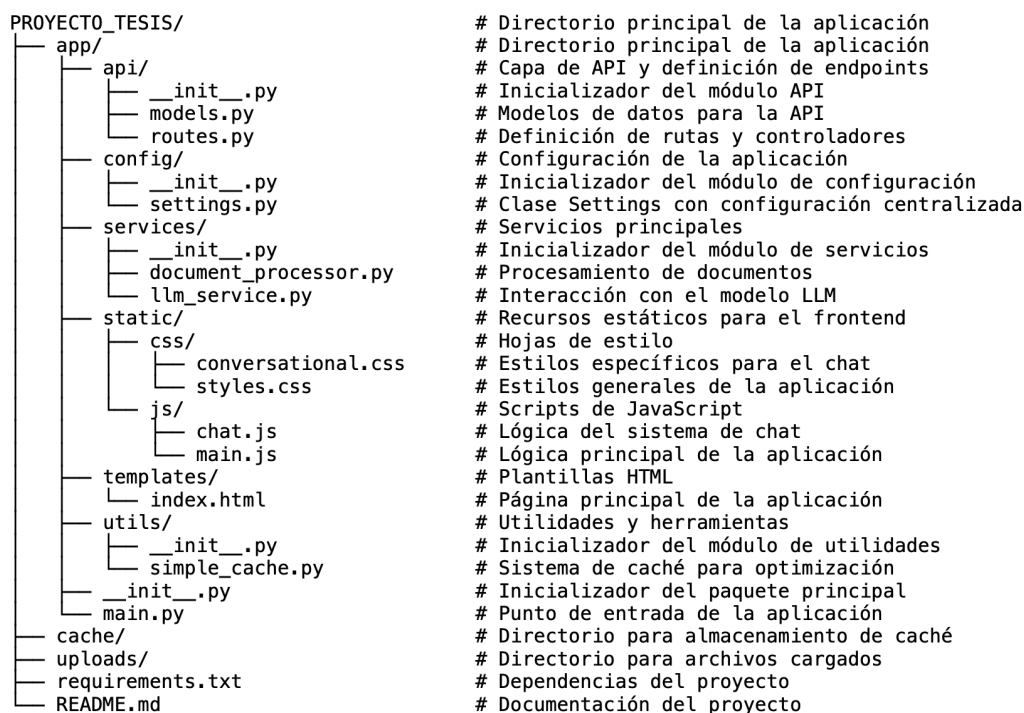 PROYECTO_TESIS/                         # Directorio principal de la aplicación
├── app/                                # Directorio principal de la aplicación
│   ├── api/                            # Capa de API y definición de endpoints
│   │   ├── __init__.py                 # Inicializador del módulo API
│   │   ├── models.py                   # Modelos de datos para la API
│   │   └── routes.py                   # Definición de rutas y controladores
│   ├── config/                         # Configuración de la aplicación
│   │   ├── __init__.py                 # Inicializador del módulo de configuración
│   │   └── settings.py                 # Clase Settings con configuración centralizada
│   ├── services/                       # Servicios principales
│   │   ├── __init__.py                 # Inicializador del módulo de servicios
│   │   ├── document_processor.py       # Procesamiento de documentos
│   │   └── llm_service.py              # Interacción con el modelo LLM
│   ├── static/                         # Recursos estáticos para el frontend
│   │   ├── css/                        # Hojas de estilo
│   │   │   ├── conversational.css      # Estilos específicos para el chat
│   │   │   └── styles.css              # Estilos generales de la aplicación
│   │   └── js/                         # Scripts de JavaScript
│   │       ├── chat.js                 # Lógica del sistema de chat
│   │       └── main.js                 # Lógica principal de la aplicación
│   ├── templates/                      # Plantillas HTML
│   │   └── index.html                  # Página principal de la aplicación
│   ├── utils/                          # Utilidades y herramientas
│   │   ├── __init__.py                 # Inicializador del módulo de utilidades
│   │   └── simple_cache.py             # Sistema de caché para optimización
│   ├── __init__.py                     # Inicializador del paquete principal
│   └── main.py                         # Punto de entrada de la aplicación
├── cache/                              # Directorio para almacenamiento de caché
├── uploads/                            # Directorio para archivos cargados
├── requirements.txt                    # Dependencias del proyecto
└── README.md                           # Documentación del proyecto